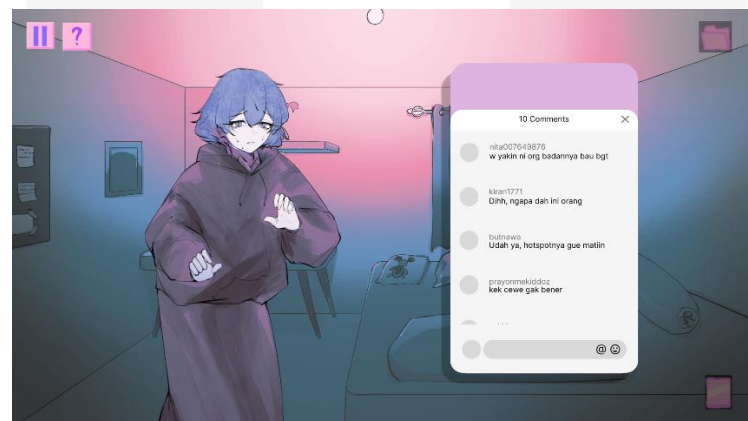 ?
10 Comments
nita007649876
w yakin ni org badannya bau bgt
kiran1771
Dihh, ngapa dah ini orang
butnawa
Udah ya, hotspotnya gue matiin
prayonmekiddoz
kek cewe gak bener
@